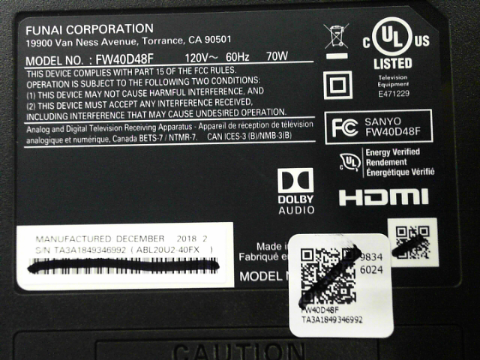 FUNAI CORPORATION
19900 Van Ness Avenue, Torrance, CA 90501
MODEL NO. : FW40D48F 120V~ 60Hz 70W
THIS DEVICE COMPLIES WITH PART 15 OF THE FCC RULES.
OPERATION IS SUBJECT TO THE FOLLOWING TWO CONDITIONS:
(1) THIS DEVICE MAY NOT CAUSE HARMFUL INTERFERENCE, AND
(2) THIS DEVICE MUST ACCEPT ANY INTERFERENCE RECEIVED,
INCLUDING INTERFERENCE THAT MAY CAUSE UNDESIRED OPERATION.
Analog and Digital Television Receiving Apparatus - Appareil de réception de télévision
analogique et numérique, Canada BETS-7 / NTMR-7. CAN ICES-3 (B)/NMB-3(B)
C UL US
LISTED
Television
Equipment
E471229
FC SANYO
FW40D48F
UL Energy Verified
Rendement
Énergétique Vérifié
DOLBY
AUDIO
HDMI
MANUFACTURED DECEMBER 2018 2
S/N TA3A1849346992 ( ABL20U2-40FX )
Made in
Fabriqué
MODEL
9834
6024
FW40D48F
TA3A1849346992
CAUTION